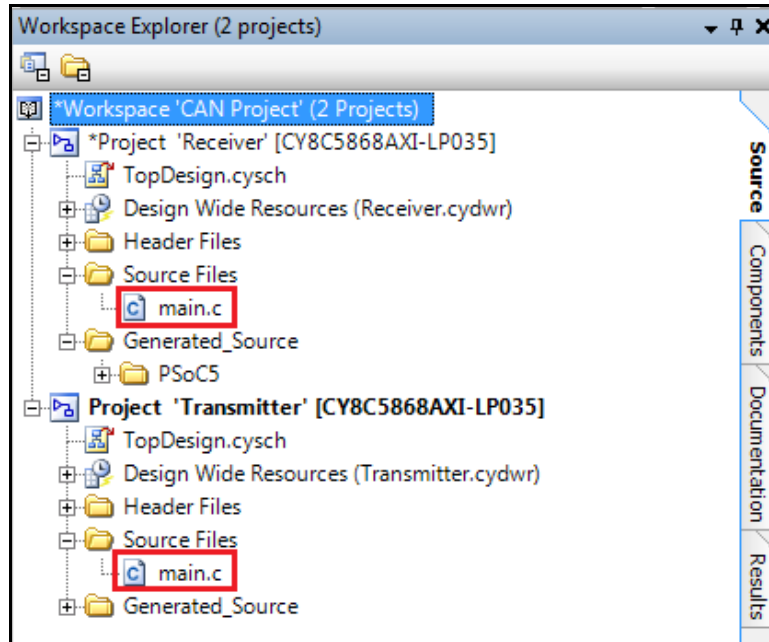 Workspace Explorer (2 projects)
*Workspace 'CAN Project' (2 Projects)
*Project 'Receiver' [CY8C5868AXI-LP035]
TopDesign.cysch
Design Wide Resources (Receiver.cydwr)
Header Files
Source Files
main.c
Generated_Source
PSoC5
Project 'Transmitter' [CY8C5868AXI-LP035]
TopDesign.cysch
Design Wide Resources (Transmitter.cydwr)
Header Files
Source Files
main.c
Generated_Source
Source
Components
Documentation
Results